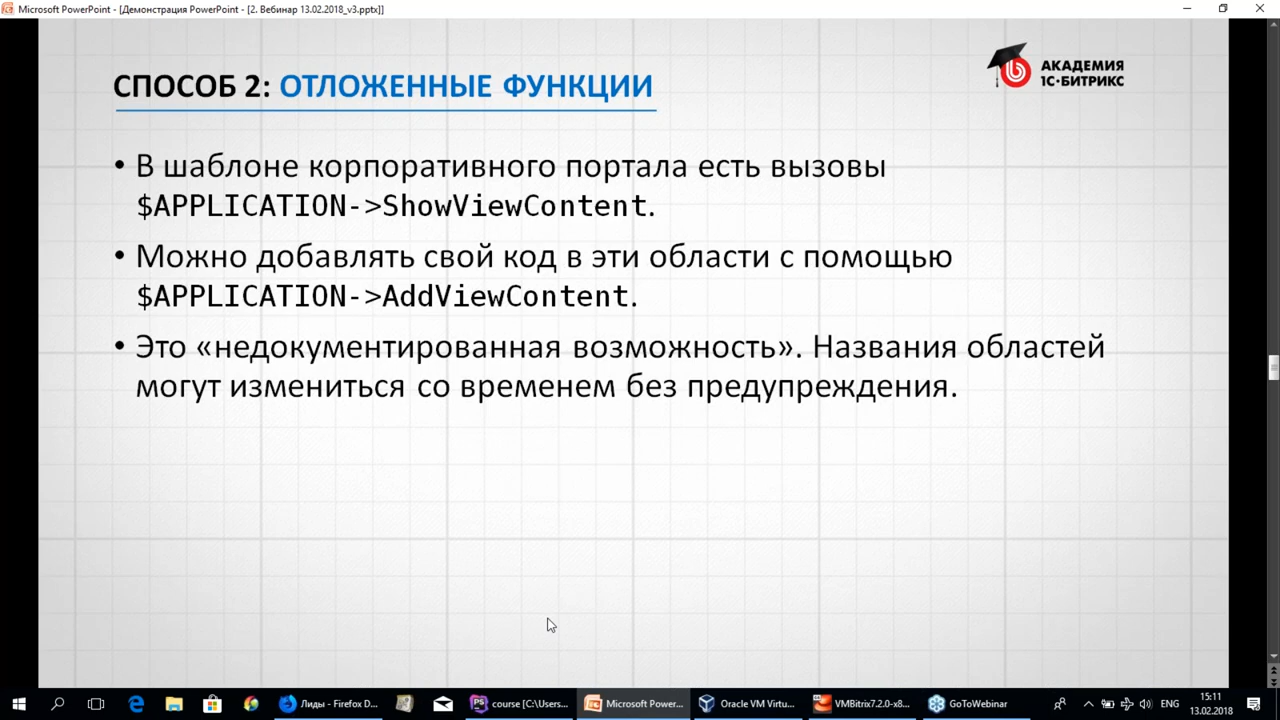 Microsoft PowerPoint - [Демонстрация PowerPoint - [2. Вебинар 13.02.2018_v3.pptx]]
СПОСОБ 2: ОТЛОЖЕННЫЕ ФУНКЦИИ
АКАДЕМИЯ
1С-БИТРИКС
• В шаблоне корпоративного портала есть вызовы
$APPLICATION->ShowViewContent.
• Можно добавлять свой код в эти области с помощью
$APPLICATION->AddViewContent.
• Это «недокументированная возможность». Названия областей
могут измениться со временем без предупреждения.
Лиды - Firefox D...
course [C:\Users...
Microsoft PowerP...
Oracle VM Virtu...
VMBitrix7.2.0-x8...
GoToWebinar
ENG
15:11
13.02.2018